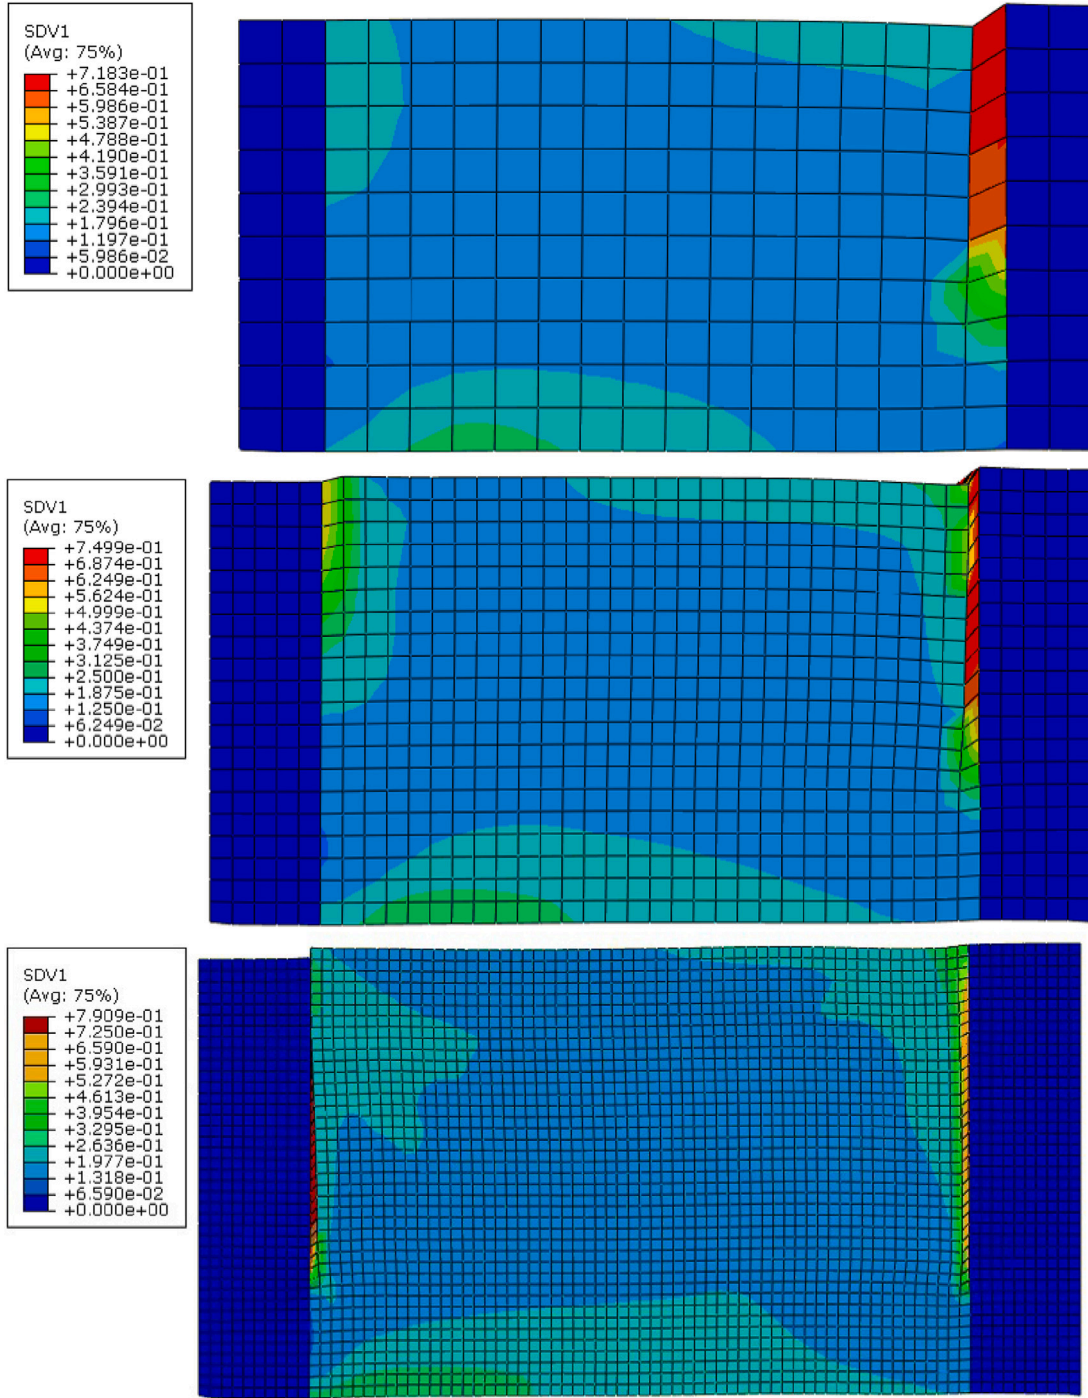 SDV1
(Avg: 75%)
+7.183e-01
+6.584e-01
+5.986e-01
+5.387e-01
+4.788e-01
+4.190e-01
+3.591e-01
+2.993e-01
+2.394e-01
+1.796e-01
+1.197e-01
+5.986e-02
+0.000e+00
SDV1
(Avg: 75%)
+7.499e-01
+6.874e-01
+6.249e-01
+5.624e-01
+4.999e-01
+4.374e-01
+3.749e-01
+3.125e-01
+2.500e-01
+1.875e-01
+1.250e-01
+6.249e-02
+0.000e+00
SDV1
(Avg: 75%)
+7.909e-01
+7.250e-01
+6.590e-01
+5.931e-01
+5.272e-01
+4.613e-01
+3.954e-01
+3.295e-01
+2.636e-01
+1.977e-01
+1.318e-01
+6.590e-02
+0.000e+00